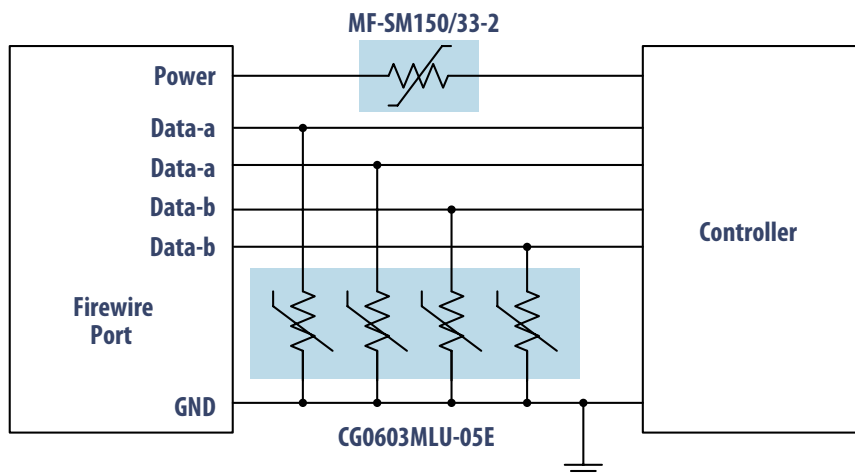 MF-SM150/33-2
Power
Data-a
Data-a
Data-b
Data-b
Controller
Firewire
Port
GND
CG0603MLU-05E